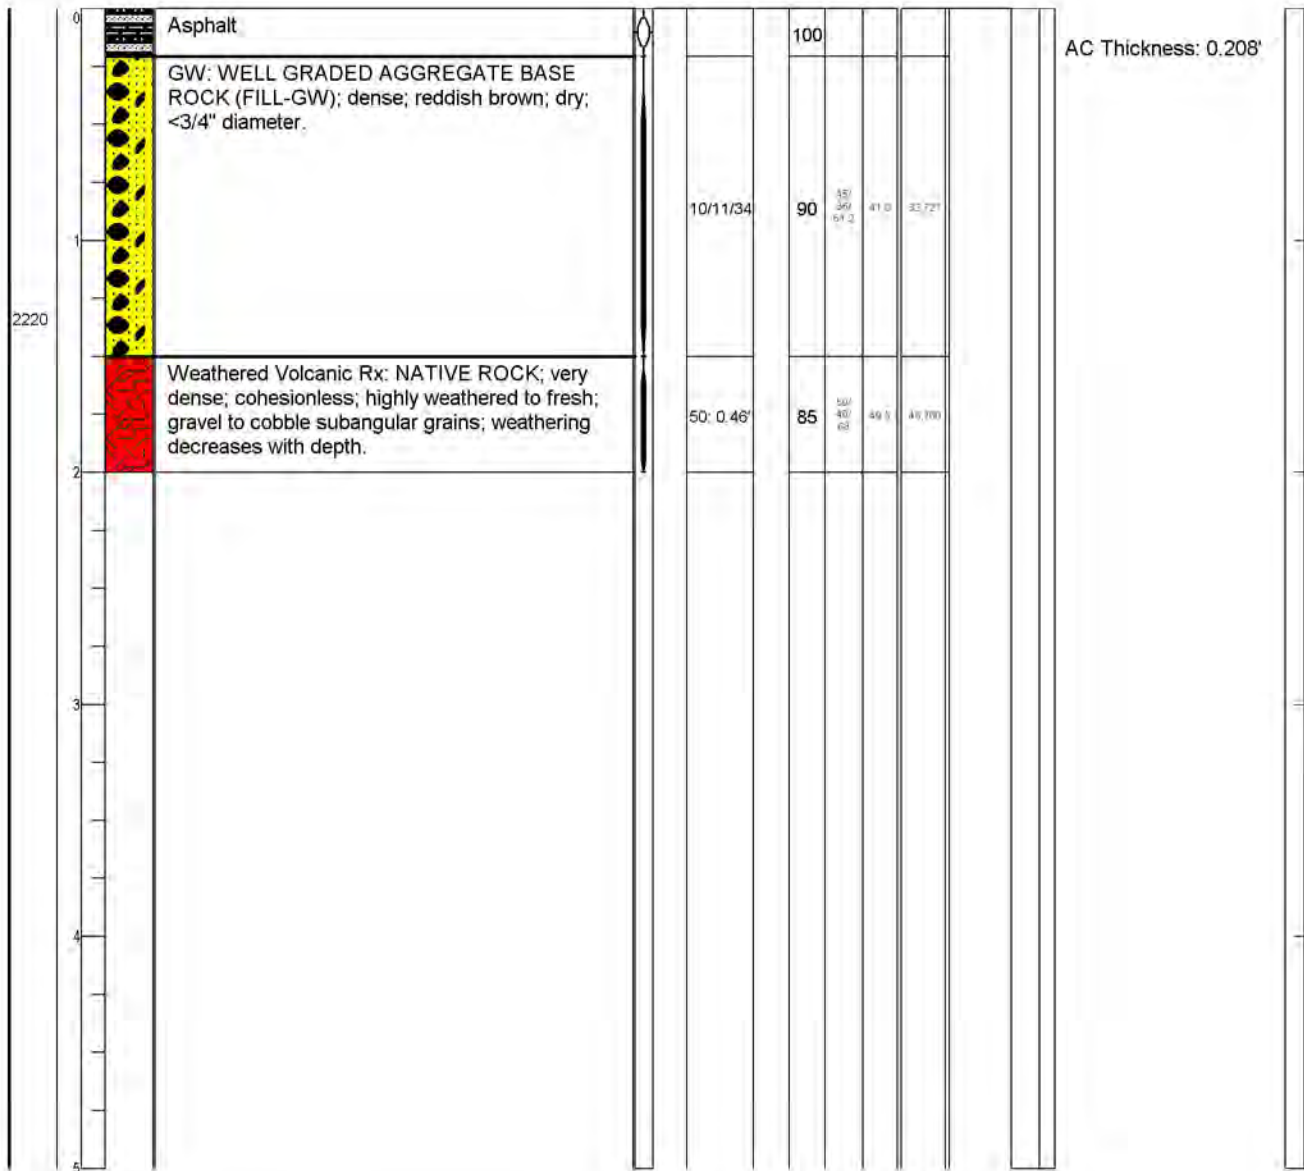 0
Asphalt
100
AC Thickness: 0.208'
GW: WELL GRADED AGGREGATE BASE
ROCK (FILL-GW); dense; reddish brown; dry;
<3/4" diameter.
10/11/34
90
41.0
1
2220
Weathered Volcanic Rx: NATIVE ROCK; very
dense; cohesionless; highly weathered to fresh;
gravel to cobble subangular grains; weathering
decreases with depth.
50; 0.46'
85
2
3
4
5